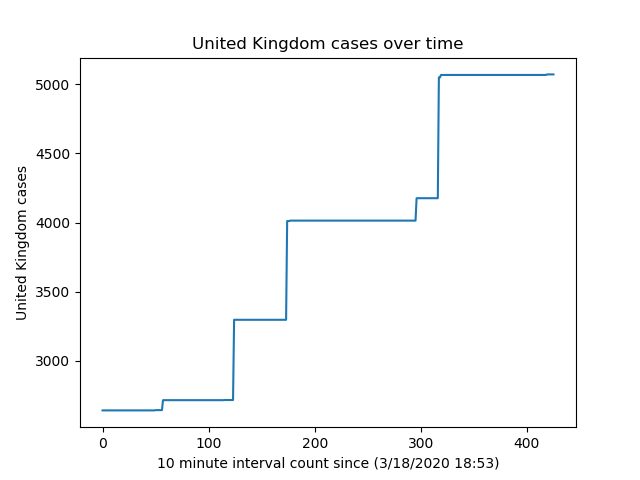 United Kingdom cases over time
5000
4500
4000
3500
3000
United Kingdom cases
0 100 200 300 400
10 minute interval count since (3/18/2020 18:53)